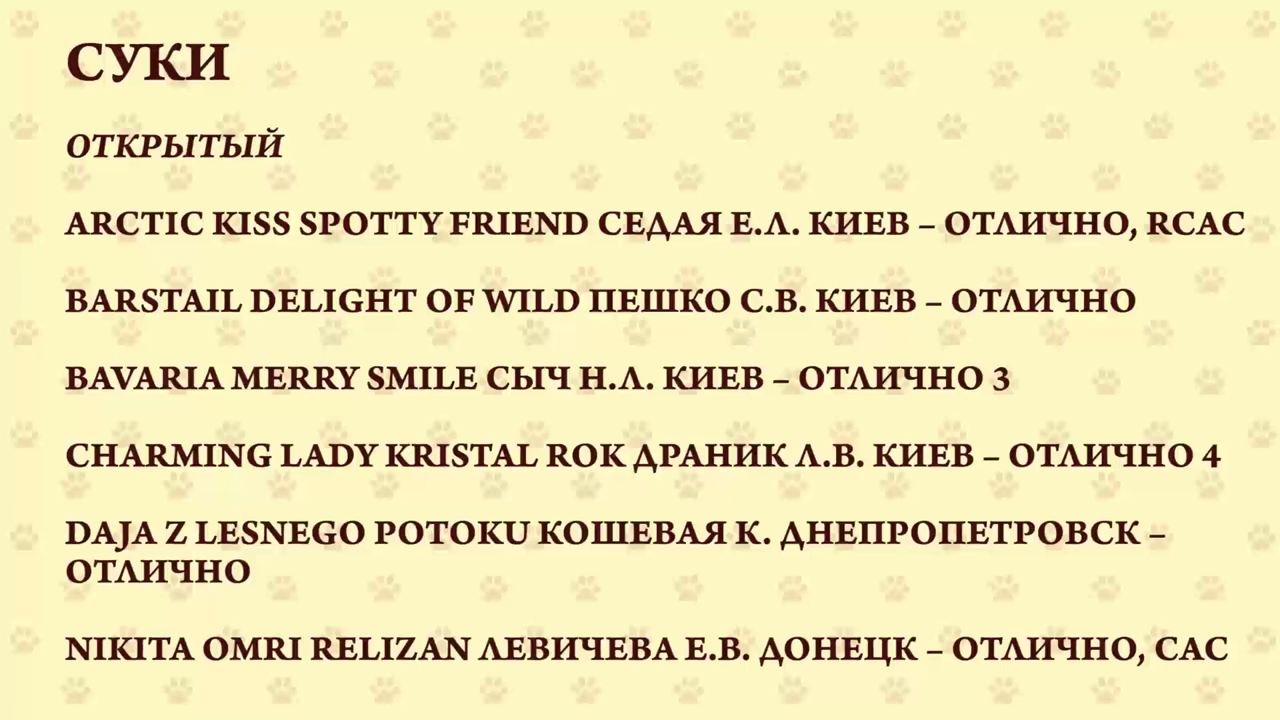 СУКИ
ОТКРЫТЫЙ
ARCTIC KISS SPOTTY FRIEND СЕДАЯ Е.Л. КИЕВ – ОТЛИЧНО, RCAC
BARSTAIL DELIGHT OF WILD ПЕШКО С.В. КИЕВ – ОТЛИЧНО
BAVARIA MERRY SMILE СЫЧ Н.Л. КИЕВ – ОТЛИЧНО 3
CHARMING LADY KRISTAL ROK ДРАНИК Л.В. КИЕВ – ОТЛИЧНО 4
DAJA Z LESNEGO POTOKU КОШЕВАЯ К. ДНЕПРОПЕТРОВСК –
ОТЛИЧНО
NIKITA OMRI RELIZAN ЛЕВИЧЕВА Е.В. ДОНЕЦК – ОТЛИЧНО, CAC